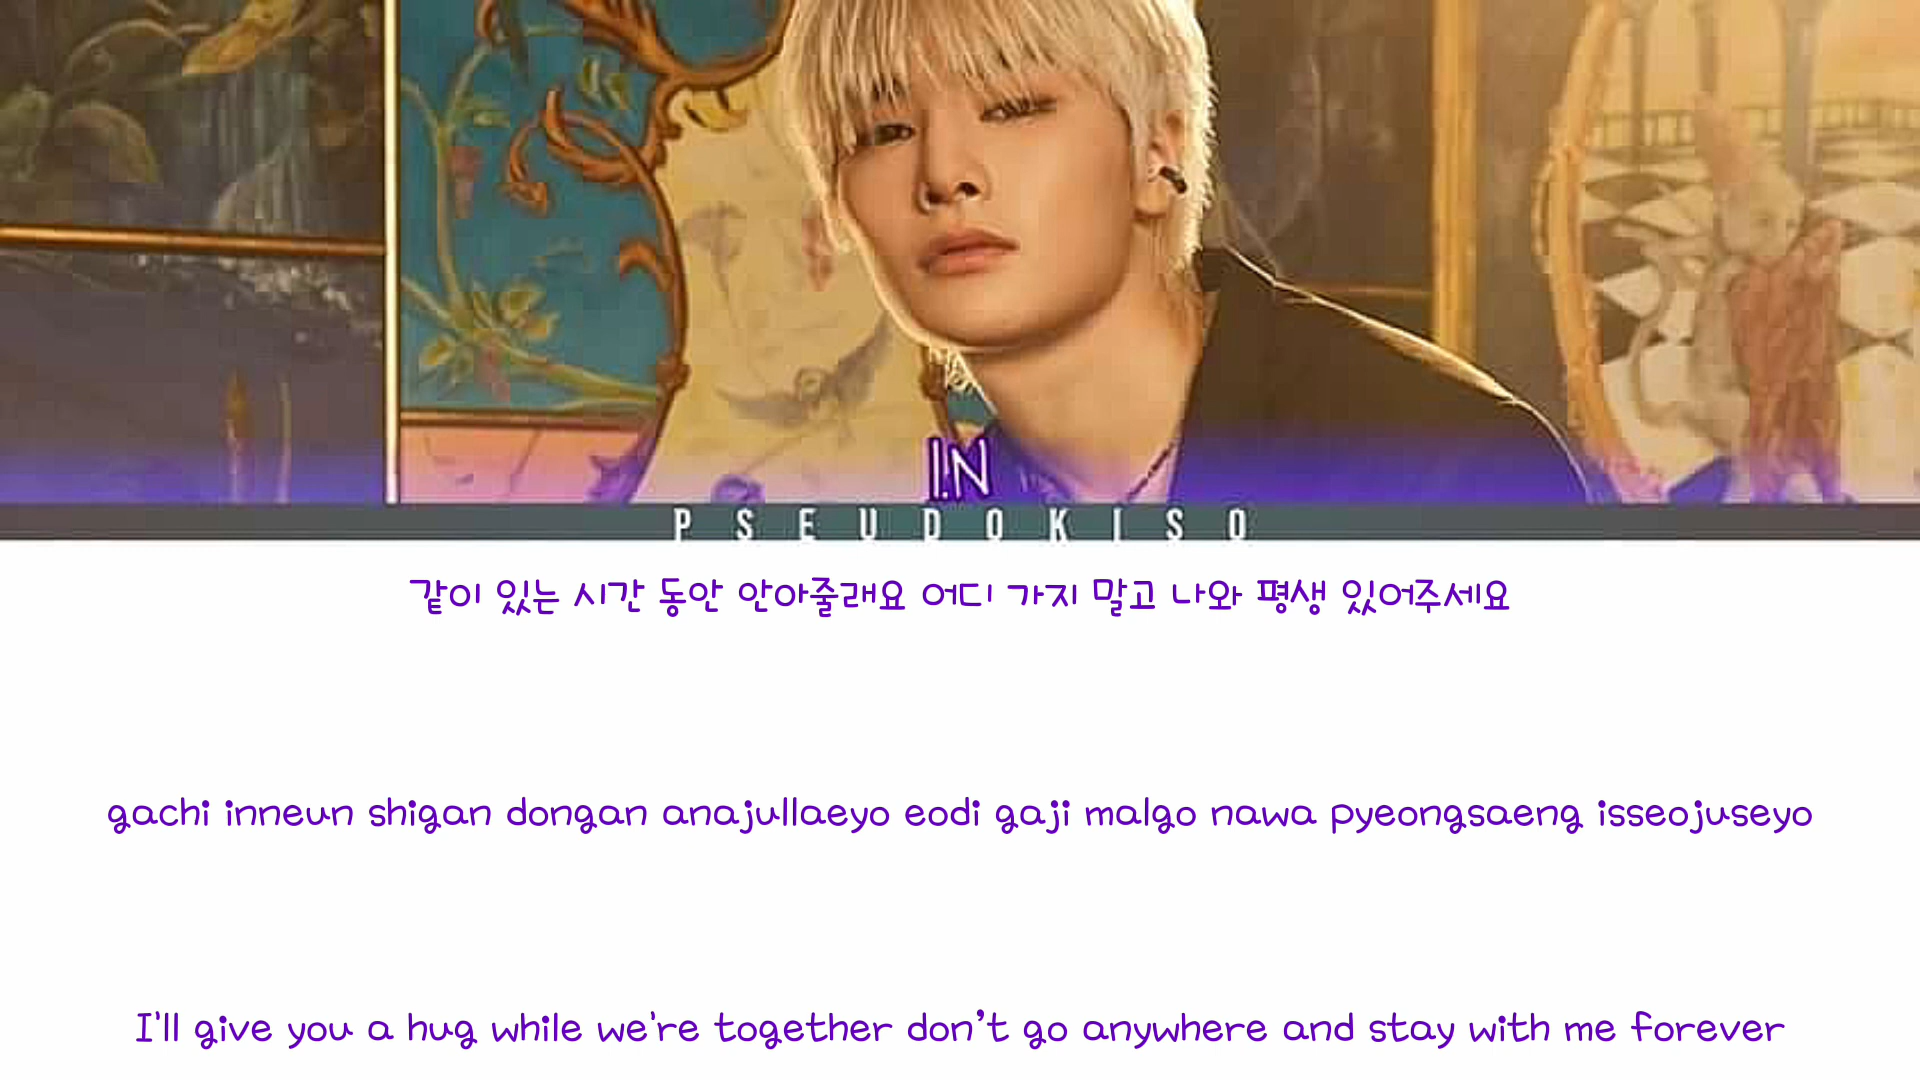 I.N
PSEUDOKISO
같이 있는 시간 동안 안아줄래요 어디 가지 말고 나와 평생 있어주세요
gachi inneun shigan dongan anajullaeyo eodi gaji malgo nawa pyeongsaeng isseojuseyo
I'll give you a hug while we're together don’t go anywhere and stay with me forever